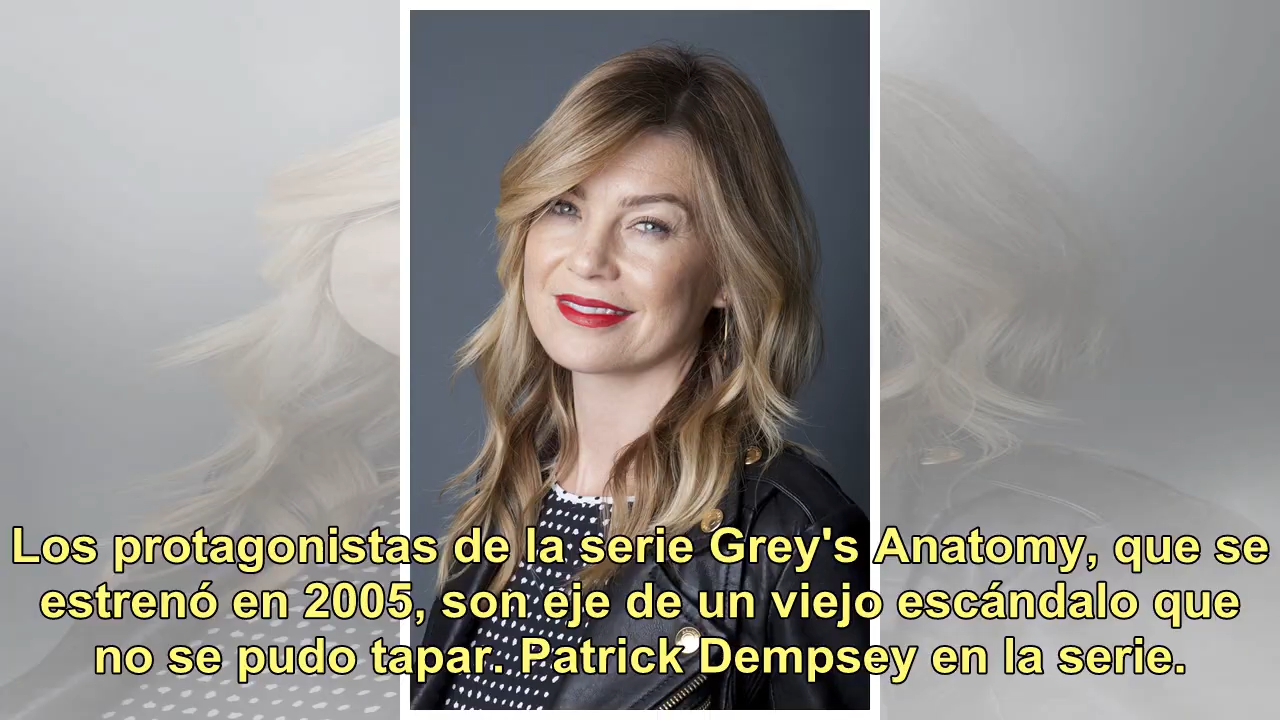 Los protagonistas de la serie Grey's Anatomy, que se
estrenó en 2005, son eje de un viejo escándalo que
no se pudo tapar. Patrick Dempsey en la serie.